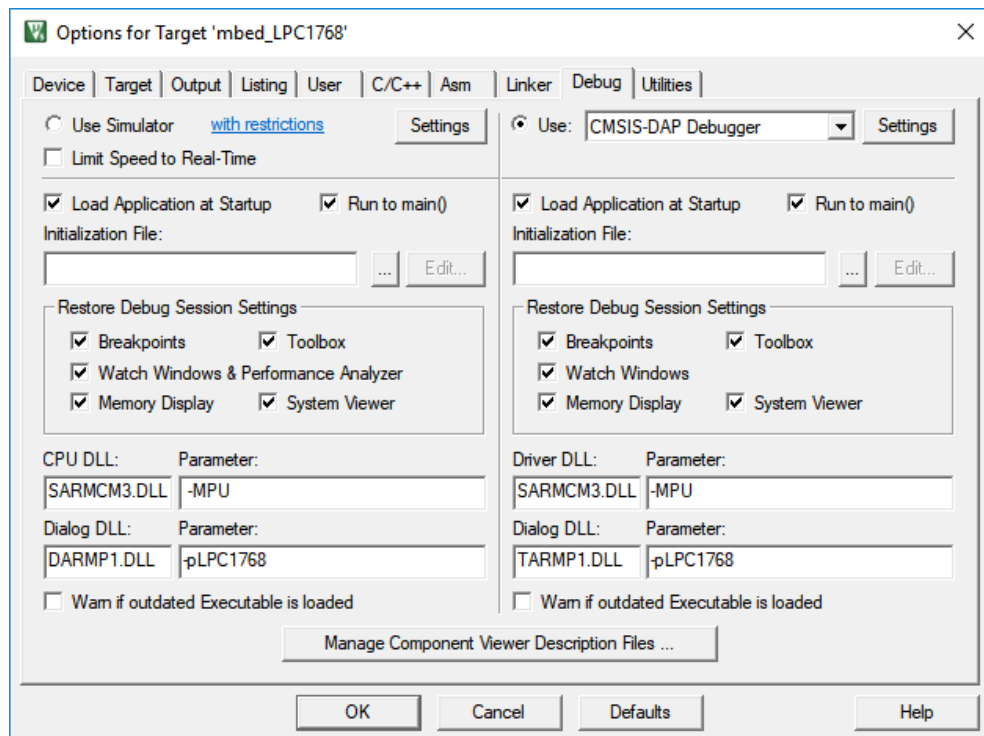 Options for Target 'mbed_LPC1768'
Device Target Output Listing User C/C++ Asm Linker Debug Utilities
Use Simulator with restrictions Settings
Limit Speed to Real-Time
Use: CMSIS-DAP Debugger Settings
Load Application at Startup Run to main()
Initialization File:
... Edit...
Restore Debug Session Settings
Breakpoints Toolbox
Watch Windows & Performance Analyzer
Memory Display System Viewer
CPU DLL: Parameter:
SARMCM3.DLL -MPU
Dialog DLL: Parameter:
DARMP1.DLL -pLPC1768
Warn if outdated Executable is loaded
Load Application at Startup Run to main()
Initialization File:
... Edit...
Restore Debug Session Settings
Breakpoints Toolbox
Watch Windows
Memory Display System Viewer
Driver DLL: Parameter:
SARMCM3.DLL -MPU
Dialog DLL: Parameter:
TARMP1.DLL -pLPC1768
Warn if outdated Executable is loaded
Manage Component Viewer Description Files ...
OK Cancel Defaults Help